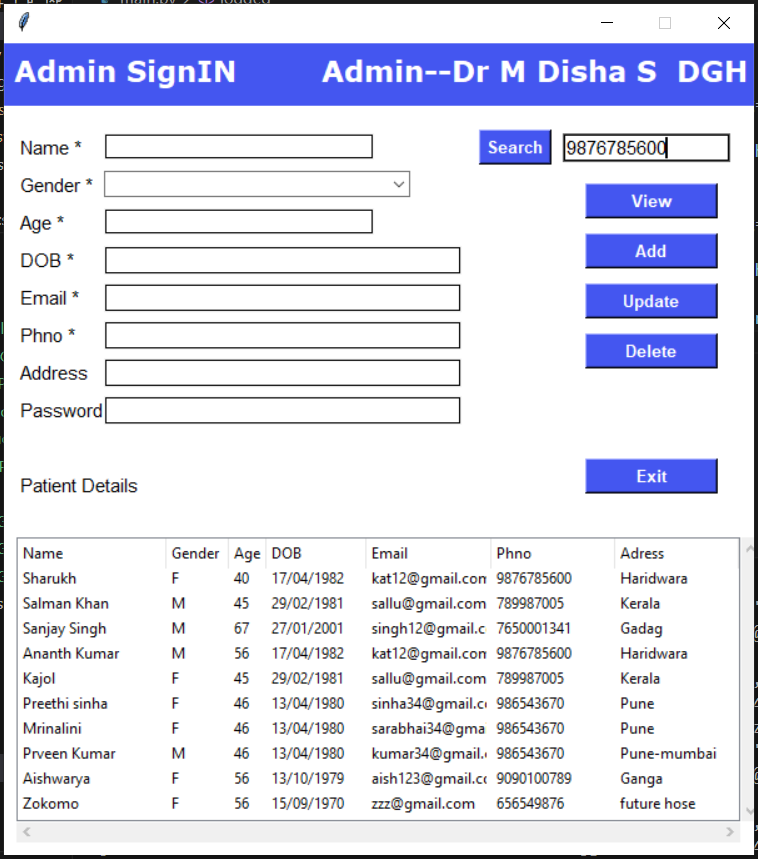 Admin SignIN Admin--Dr M Disha S DGH
Name * Search 9876785600
Gender *
View
Age *
Add
DOB *
Email * Update
Phno *
Delete
Address
Password
Exit
Patient Details
Name Gender Age DOB Email Phno Adress
Sharukh F 40 17/04/1982 kat12@gmail.com 9876785600 Haridwara
Salman Khan M 45 29/02/1981 sallu@gmail.com 789987005 Kerala
Sanjay Singh M 67 27/01/2001 singh12@gmail.c 7650001341 Gadag
Ananth Kumar M 56 17/04/1982 kat12@gmail.com 9876785600 Haridwara
Kajol F 45 29/02/1981 sallu@gmail.com 789987005 Kerala
Preethi sinha F 46 13/04/1980 sinha34@gmail.c 986543670 Pune
Mrinalini F 46 13/04/1980 sarabhai34@gma 986543670 Pune
Prveen Kumar M 46 13/04/1980 kumar34@gmail. 986543670 Pune-mumbai
Aishwarya F 56 13/10/1979 aish123@gmail.cc 9090100789 Ganga
Zokomo F 56 15/09/1970 zzz@gmail.com 656549876 future hose